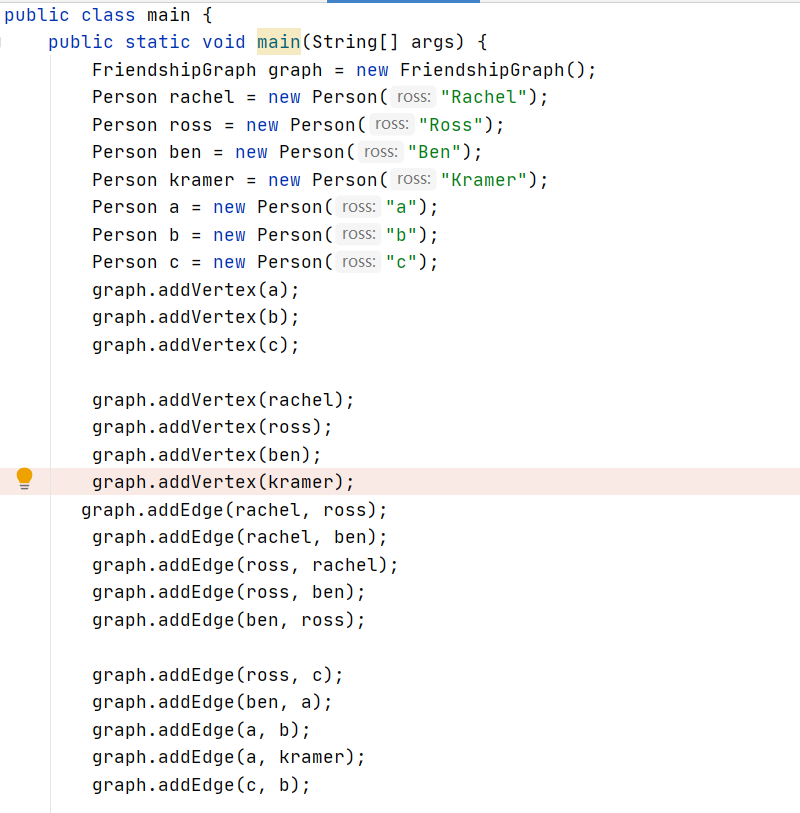 public class main {
    public static void main(String[] args) {
        FriendshipGraph graph = new FriendshipGraph();
        Person rachel = new Person( ross: "Rachel");
        Person ross = new Person( ross: "Ross");
        Person ben = new Person( ross: "Ben");
        Person kramer = new Person( ross: "Kramer");
        Person a = new Person( ross: "a");
        Person b = new Person( ross: "b");
        Person c = new Person( ross: "c");
        graph.addVertex(a);
        graph.addVertex(b);
        graph.addVertex(c);

        graph.addVertex(rachel);
        graph.addVertex(ross);
        graph.addVertex(ben);
        graph.addVertex(kramer);
       graph.addEdge(rachel, ross);
        graph.addEdge(rachel, ben);
        graph.addEdge(ross, rachel);
        graph.addEdge(ross, ben);
        graph.addEdge(ben, ross);

        graph.addEdge(ross, c);
        graph.addEdge(ben, a);
        graph.addEdge(a, b);
        graph.addEdge(a, kramer);
        graph.addEdge(c, b);